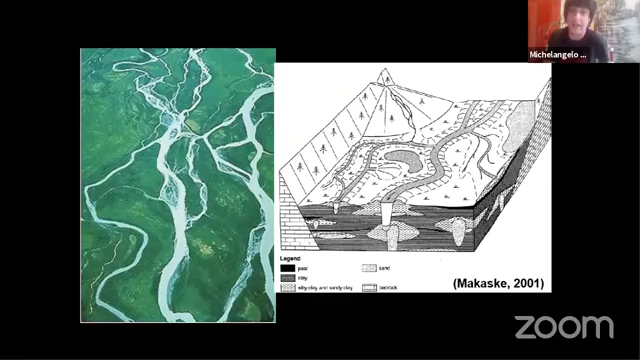 Michelangelo ...
Legend
peat
clay
silty clay and sandy clay
sand
bedrock
(Makaske, 2001)
zoom